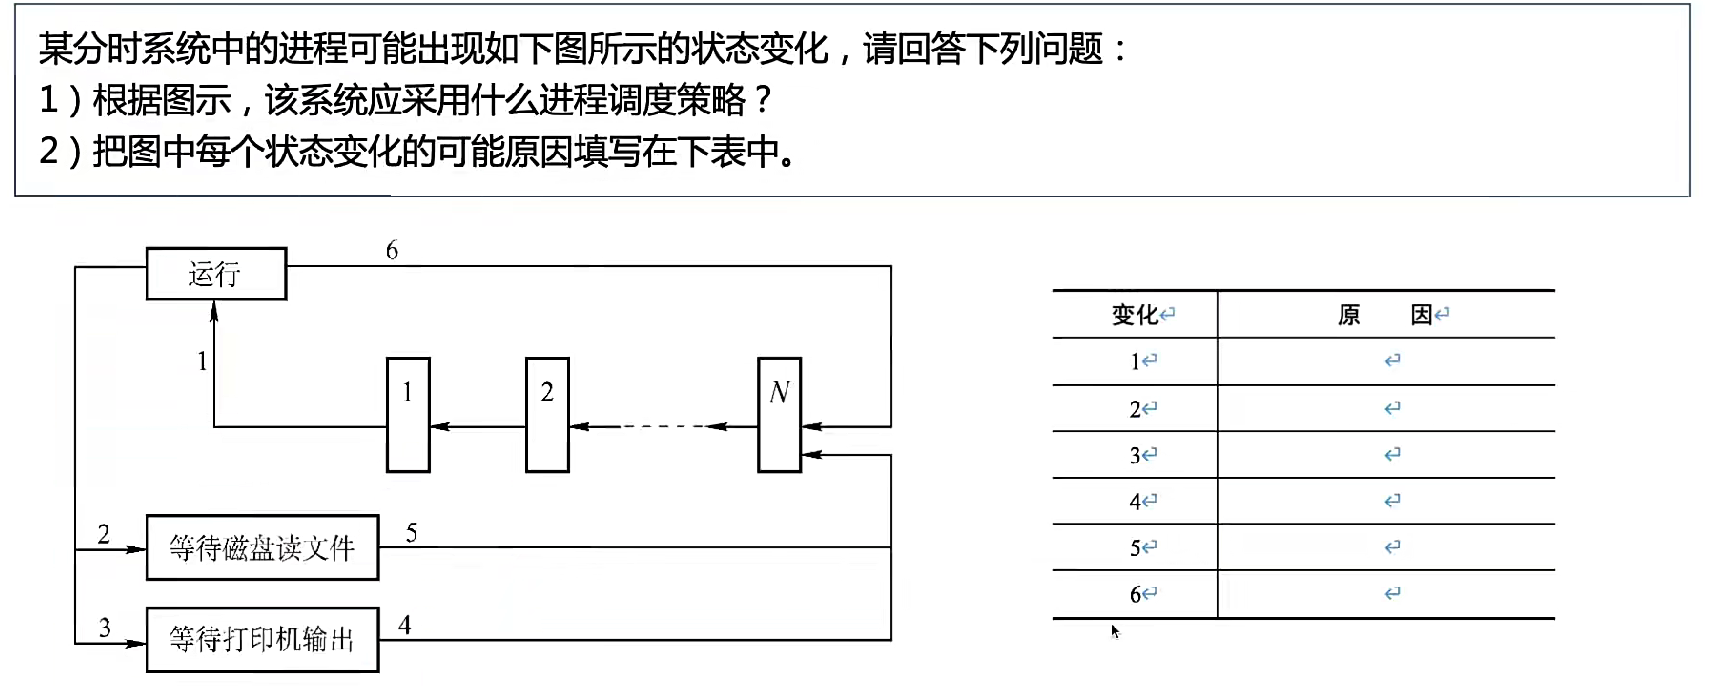 某分时系统中的进程可能出现如下图所示的状态变化，请回答下列问题：
1）根据图示，该系统应采用什么进程调度策略？
2）把图中每个状态变化的可能原因填写在下表中。
6
运行
1
1
2
N
2
等待磁盘读文件
5
3
等待打印机输出
4
变化↵ 原 因↵
1↵ ↵
2↵ ↵
3↵ ↵
4↵ ↵
5↵ ↵
6↵ ↵